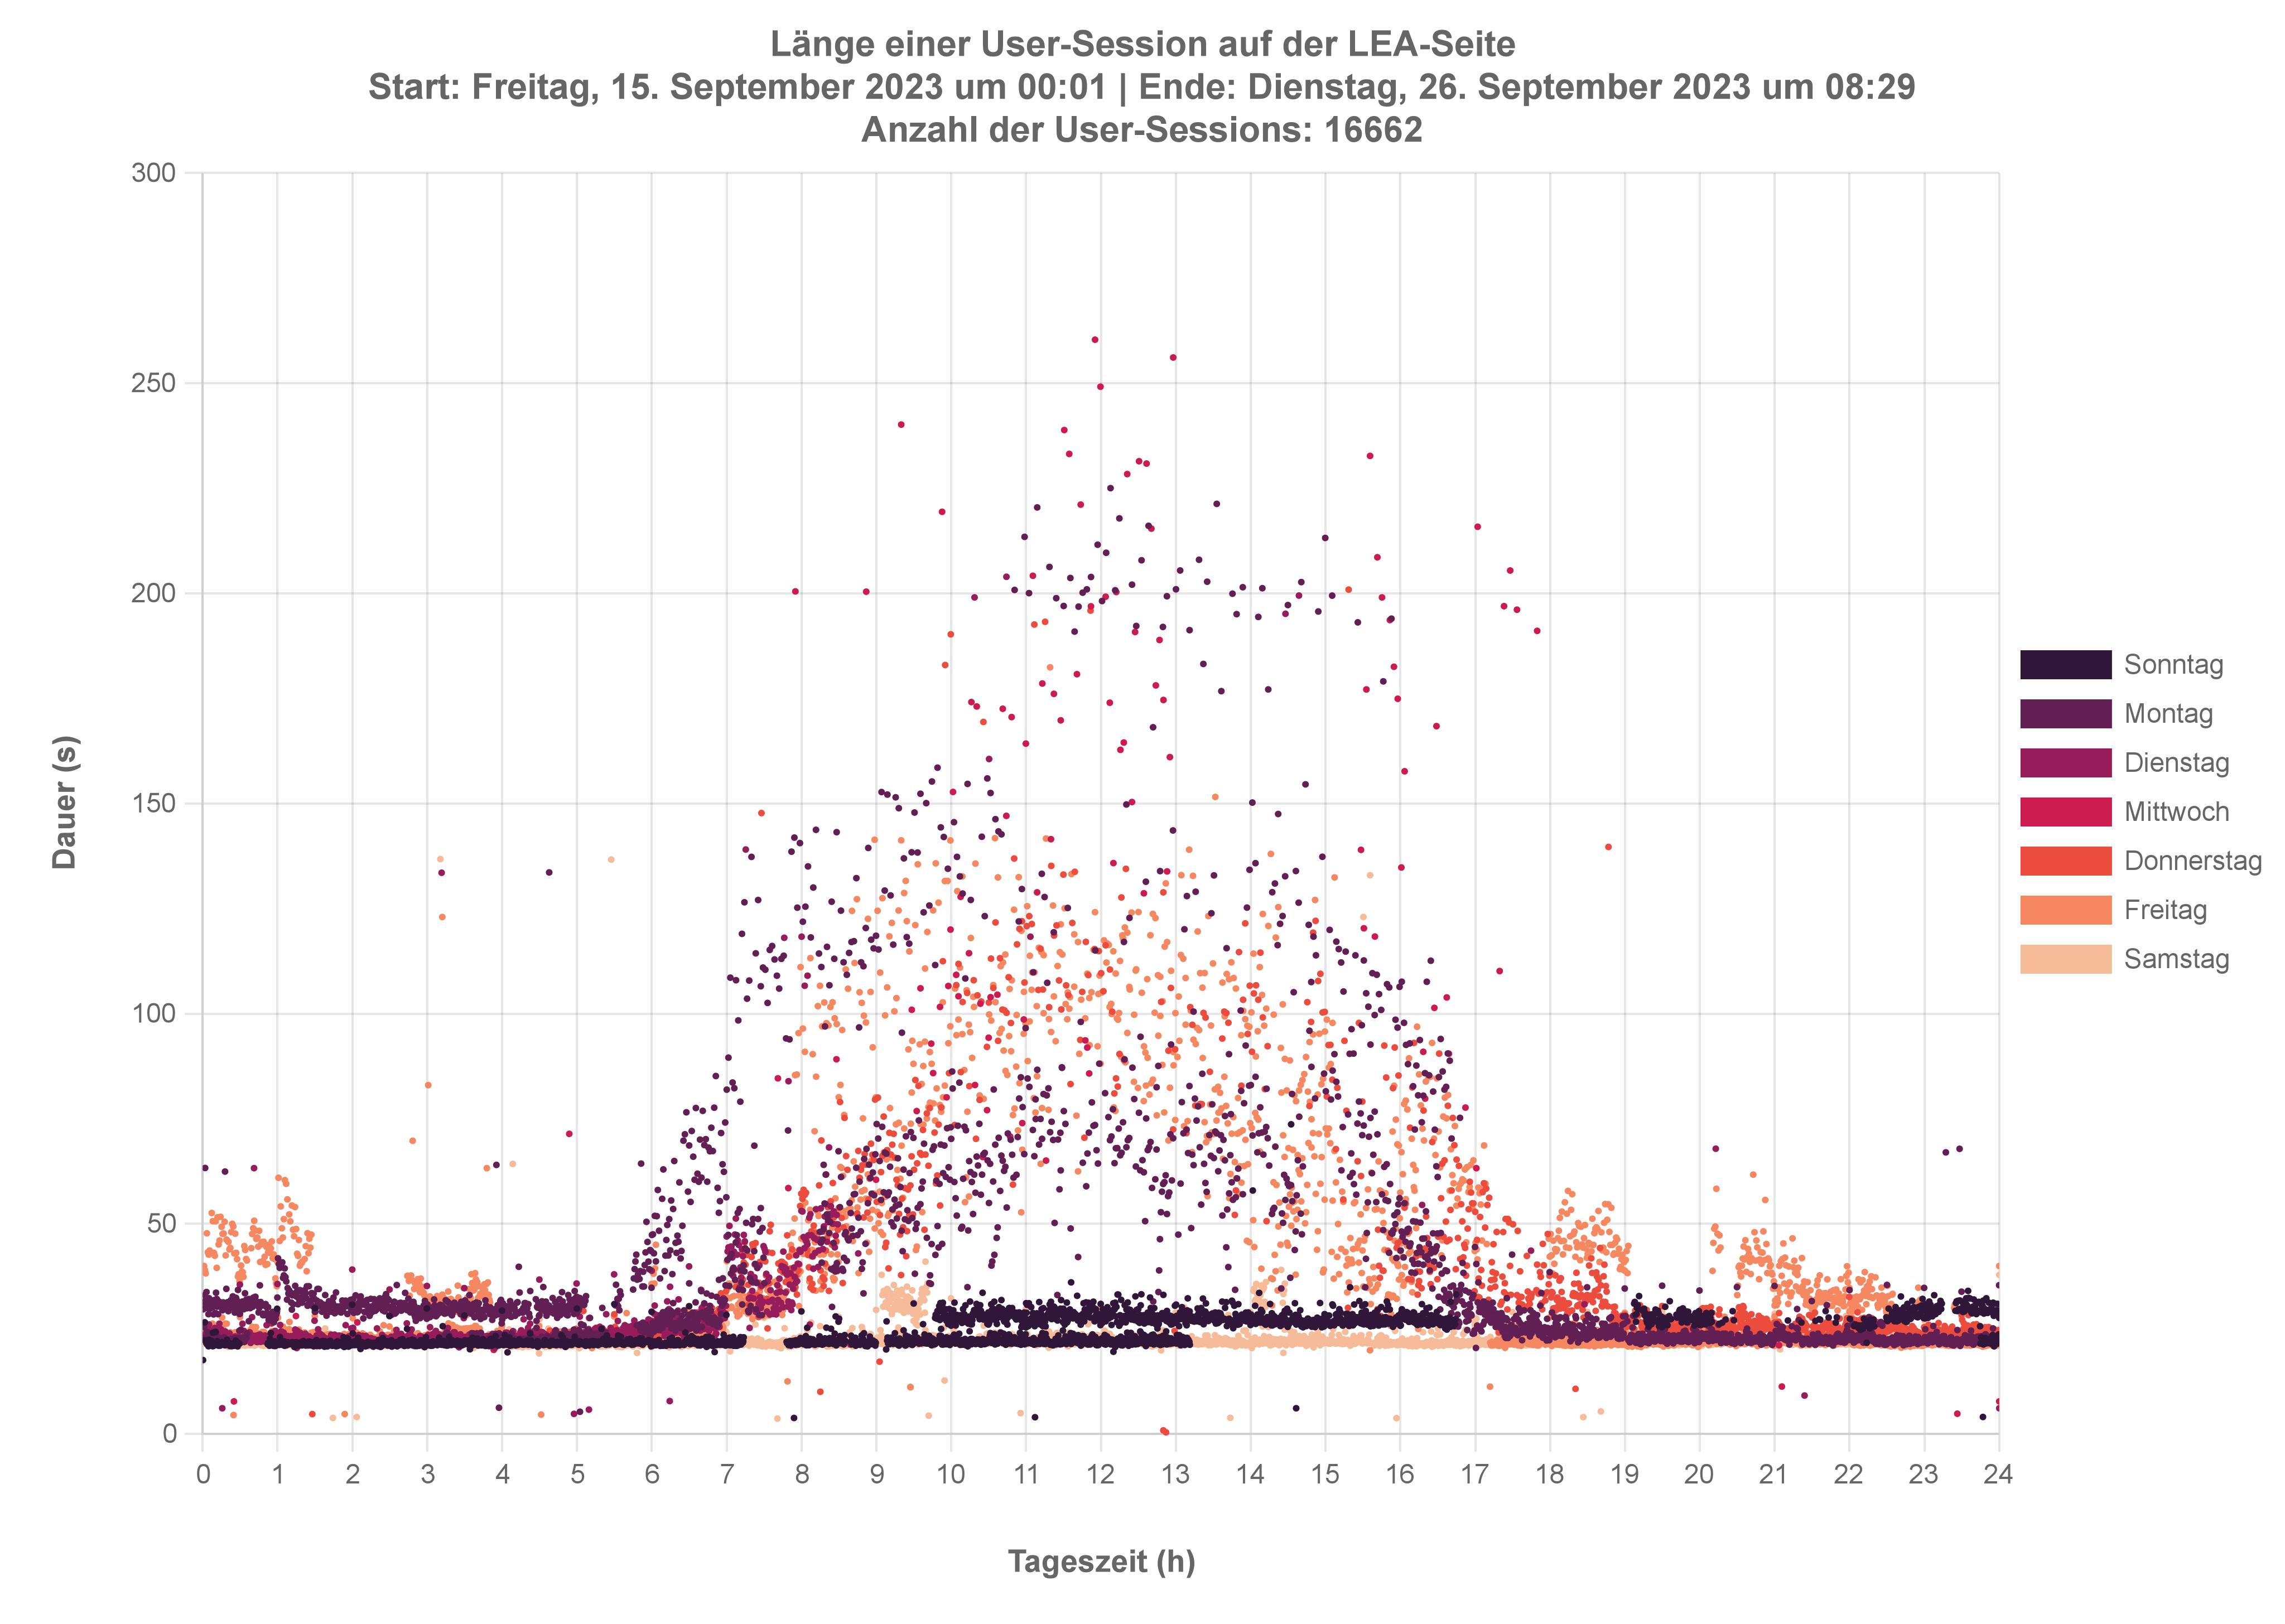 Länge einer User-Session auf der LEA-Seite
Start: Freitag, 15. September 2023 um 00:01 | Ende: Dienstag, 26. September 2023 um 08:29
Anzahl der User-Sessions: 16662
300
250
200
150
100
50
0
Dauer (s)
0 1 2 3 4 5 6 7 8 9 10 11 12 13 14 15 16 17 18 19 20 21 22 23 24
Tageszeit (h)
Sonntag
Montag
Dienstag
Mittwoch
Donnerstag
Freitag
Samstag